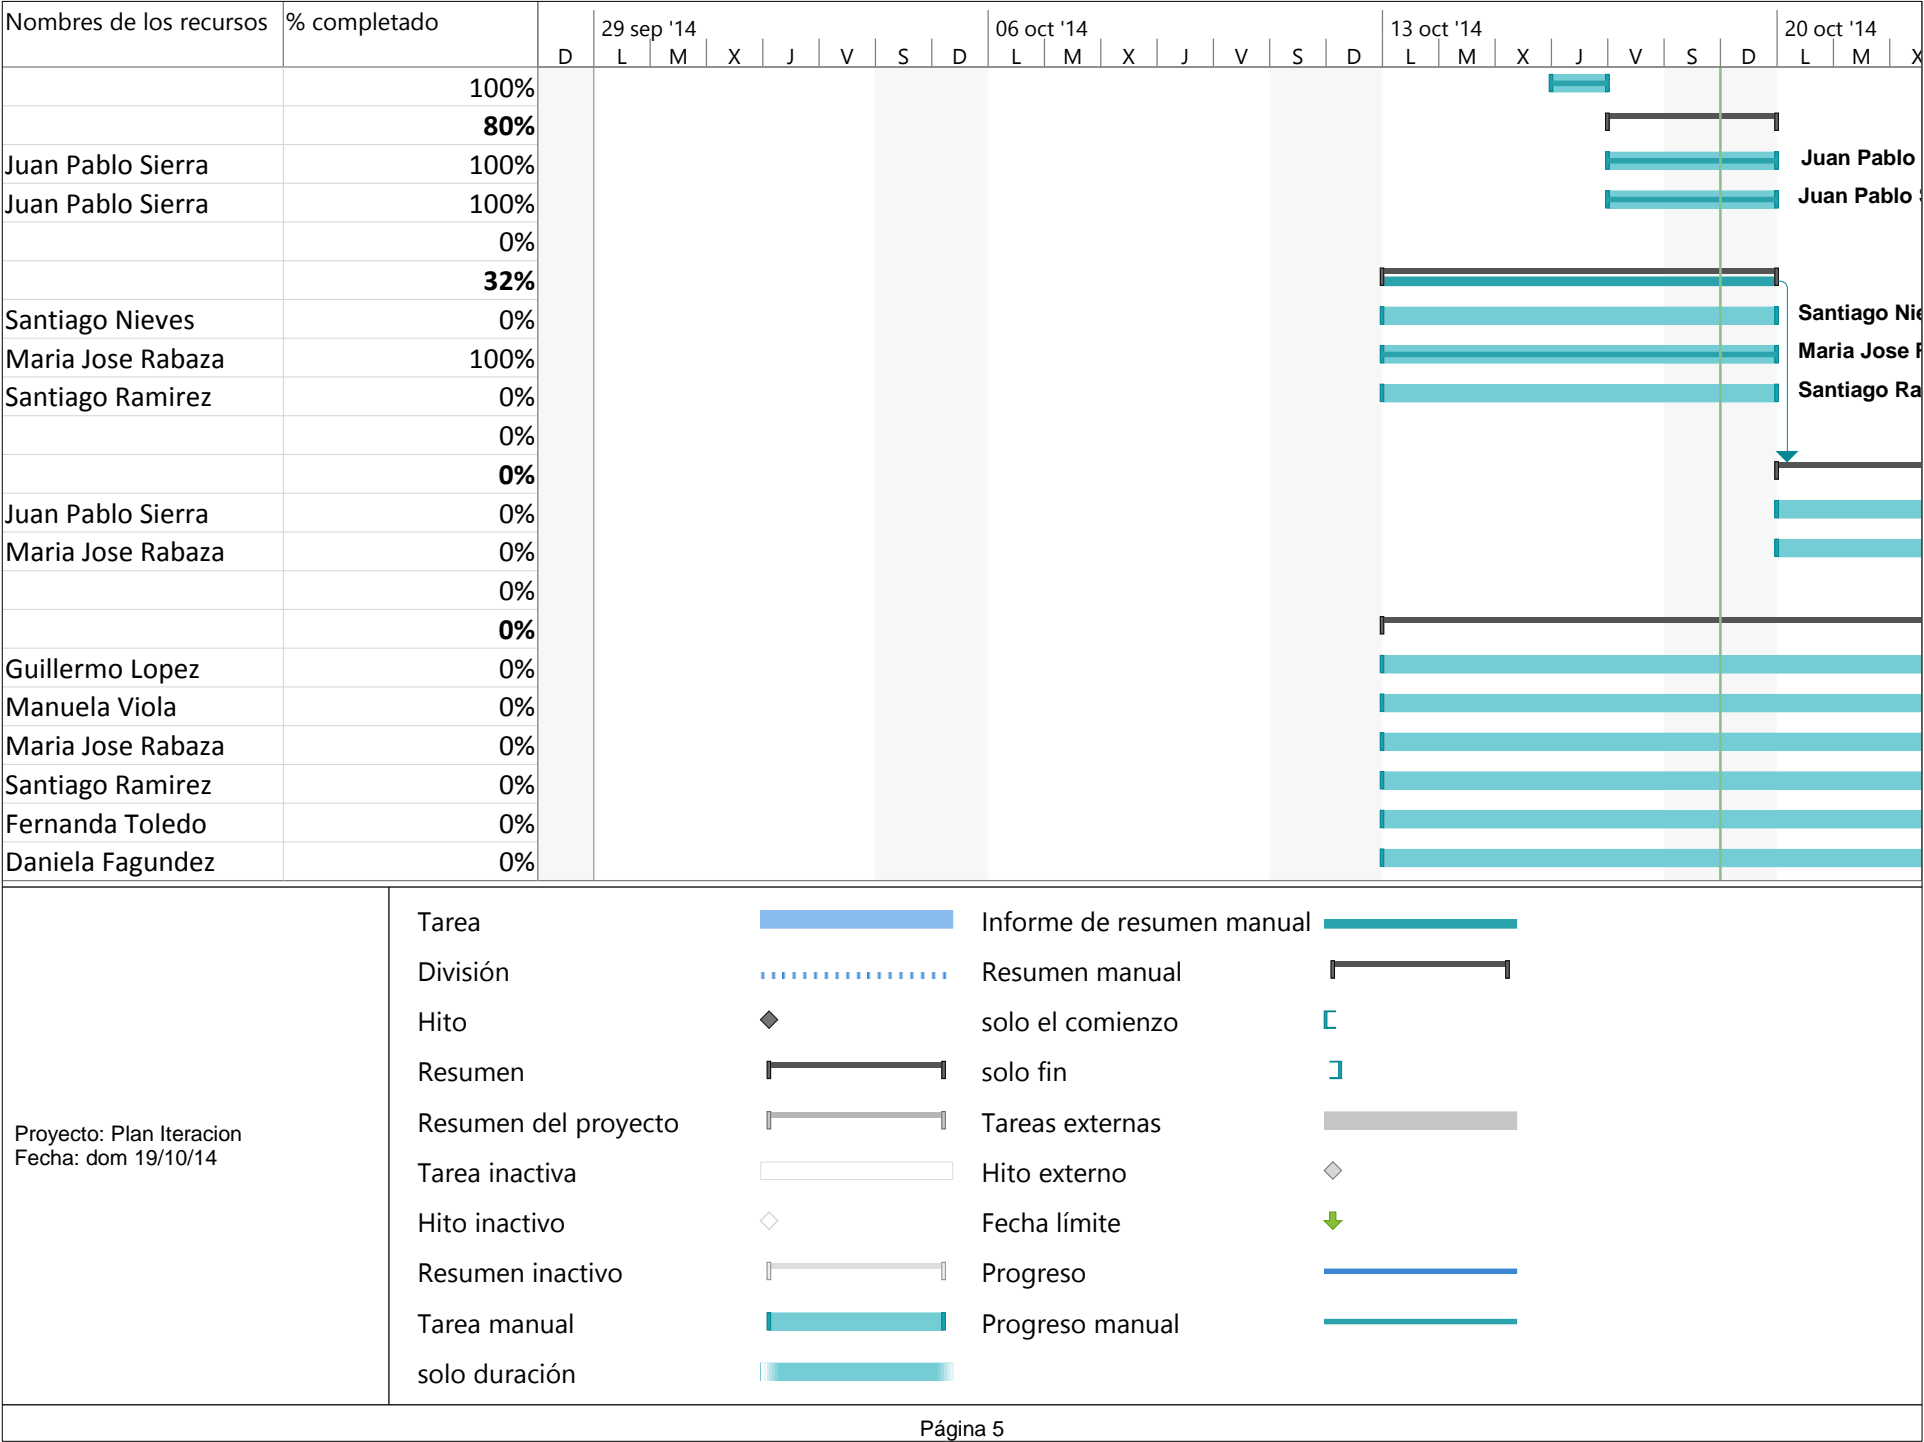 Nombres de los recursos % completado
29 sep '14 06 oct '14 13 oct '14 20 oct '14
D L M X J V S D L M X J V S D L M X J V S D L M X
100%
80%
Juan Pablo Sierra 100% Juan Pablo
Juan Pablo Sierra 100% Juan Pablo
0%
32%
Santiago Nieves 0% Santiago Nie
Maria Jose Rabaza 100% Maria Jose
Santiago Ramirez 0% Santiago Ra
0%
0%
Juan Pablo Sierra 0%
Maria Jose Rabaza 0%
0%
0%
Guillermo Lopez 0%
Manuela Viola 0%
Maria Jose Rabaza 0%
Santiago Ramirez 0%
Fernanda Toledo 0%
Daniela Fagundez 0%
Proyecto: Plan Iteracion
Fecha: dom 19/10/14
Tarea
División
Hito
Resumen
Resumen del proyecto
Tarea inactiva
Hito inactivo
Resumen inactivo
Tarea manual
solo duración
Informe de resumen manual
Resumen manual
solo el comienzo
solo fin
Tareas externas
Hito externo
Fecha límite
Progreso
Progreso manual
Página 5